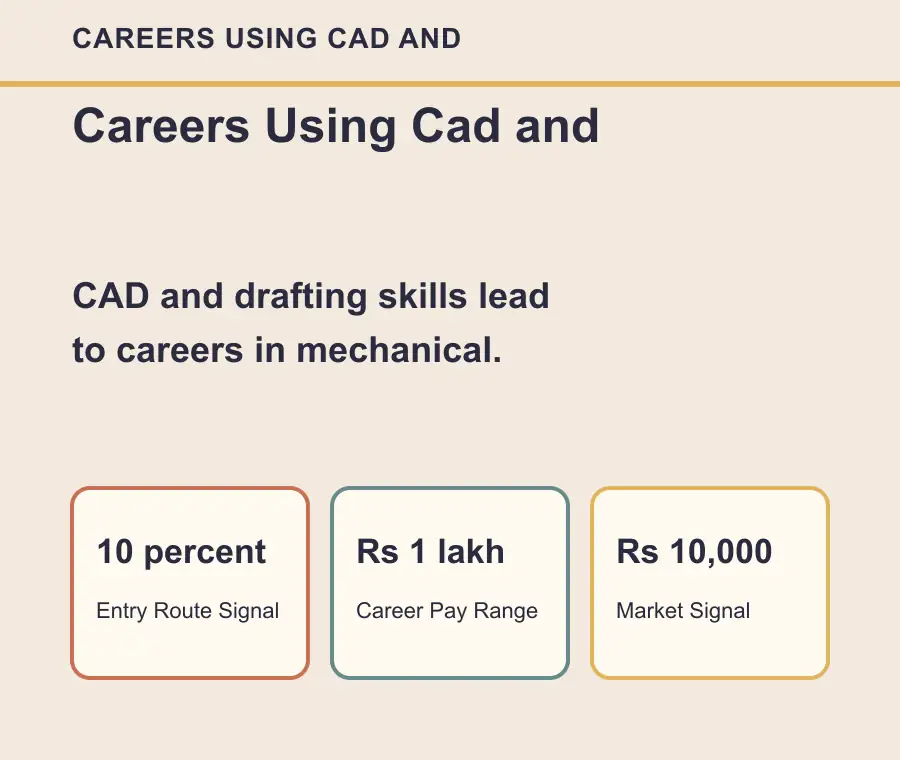 CAREERS USING CAD AND
Careers Using Cad and
CAD and drafting skills lead
to careers in mechanical.
10 percent
Entry Route Signal
Rs 1 lakh
Career Pay Range
Rs 10,000
Market Signal